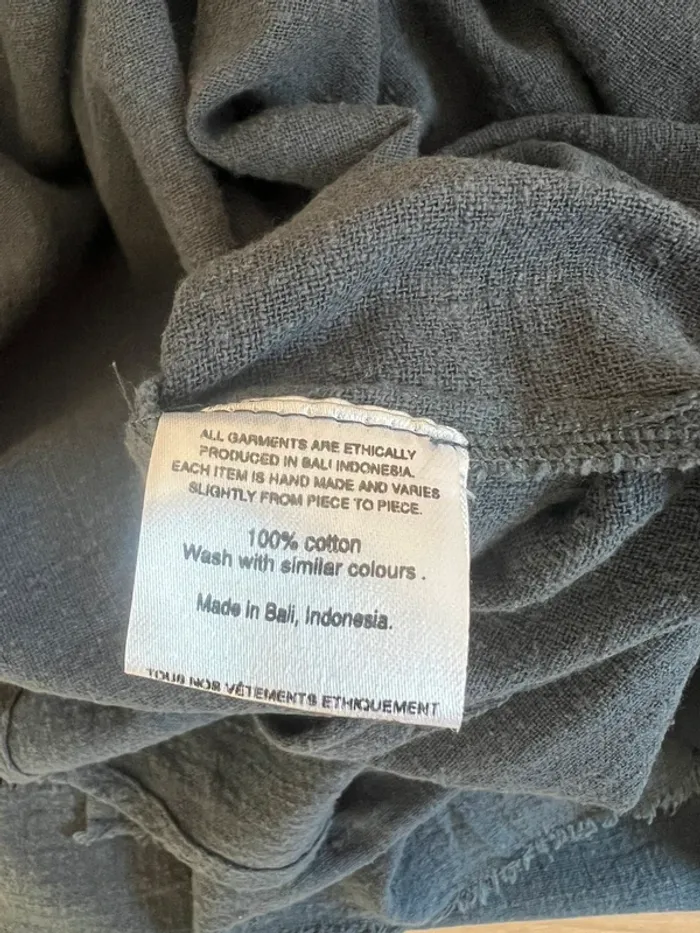 ALL GARMENTS ARE ETHICALLY
PRODUCED IN BALI INDONESIA.
EACH ITEM IS HAND MADE AND VARIES
SLIGHTLY FROM PIECE TO PIECE.
100% cotton
Wash with similar colours .
Made in Bali, Indonesia.
TOUS NOS VÊTEMENTS ETHIQUEMENT